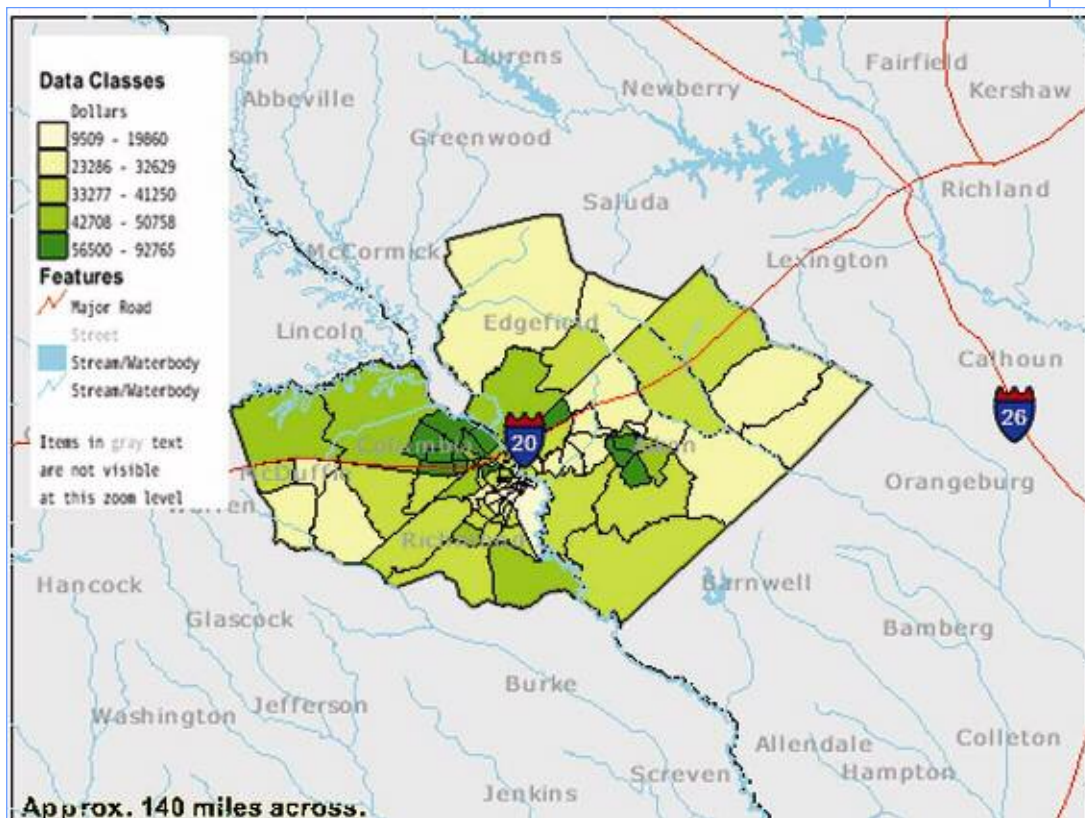 Data Classes
Dollars
9509 - 19860
23286 - 32629
33277 - 41250
42708 - 50758
56500 - 92765
Features
Major Road
Street
Stream/Waterbody
Stream/Waterbody
Items in gray text
are not visible
at this zoom level
son
Laurens
Fairfield
Abbeville
Newberry
Kershaw
Greenwood
Saluda
Richland
McCormick
Lexington
Lincoln
Edgefield
Calhoun
26
20
Columbia
Aiken
McDuffie
Orangeburg
Warren
Richmond
Hancock
Barnwell
Glascock
Bamberg
Burke
Washington
Jefferson
Allendale
Colleton
Screven
Hampton
Jenkins
Approx. 140 miles across.